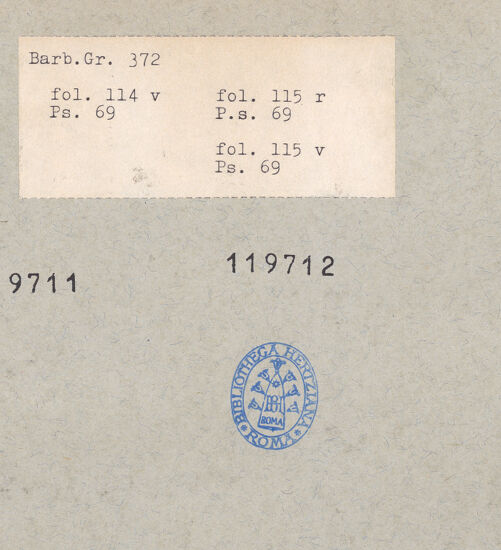 Barb.Gr. 372
fol. 114 v fol. 115 r
Ps. 69 P.s. 69
fol. 115 v
Ps. 69
9711 119712
BIBLIOTHECA HERTZIANA
BH
ROMA
ROMA